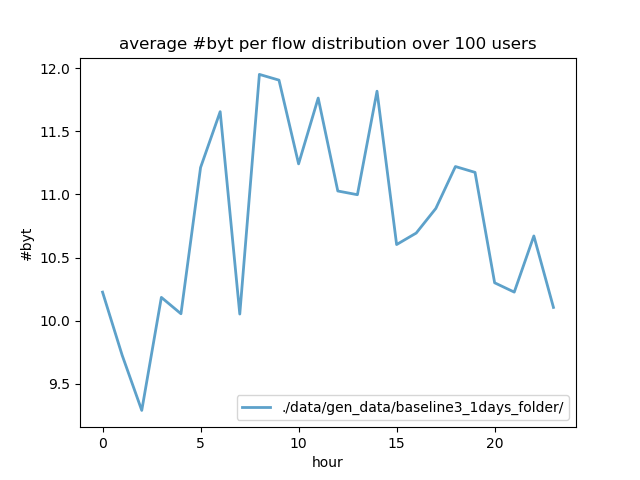 average #byt per flow distribution over 100 users
12.0
11.5
11.0
10.5
10.0
9.5
#byt
./data/gen_data/baseline3_1days_folder/
0 5 10 15 20
hour